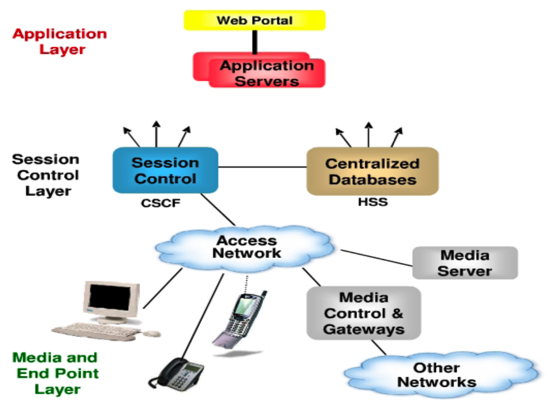 Web Portal
Application
Layer
Application
Servers
Session
Control
Layer
Session
Control
CSCF
Centralized
Databases
HSS
Access
Network
Media
Server
Media
Control &
Gateways
Media and
End Point
Layer
Other
Networks